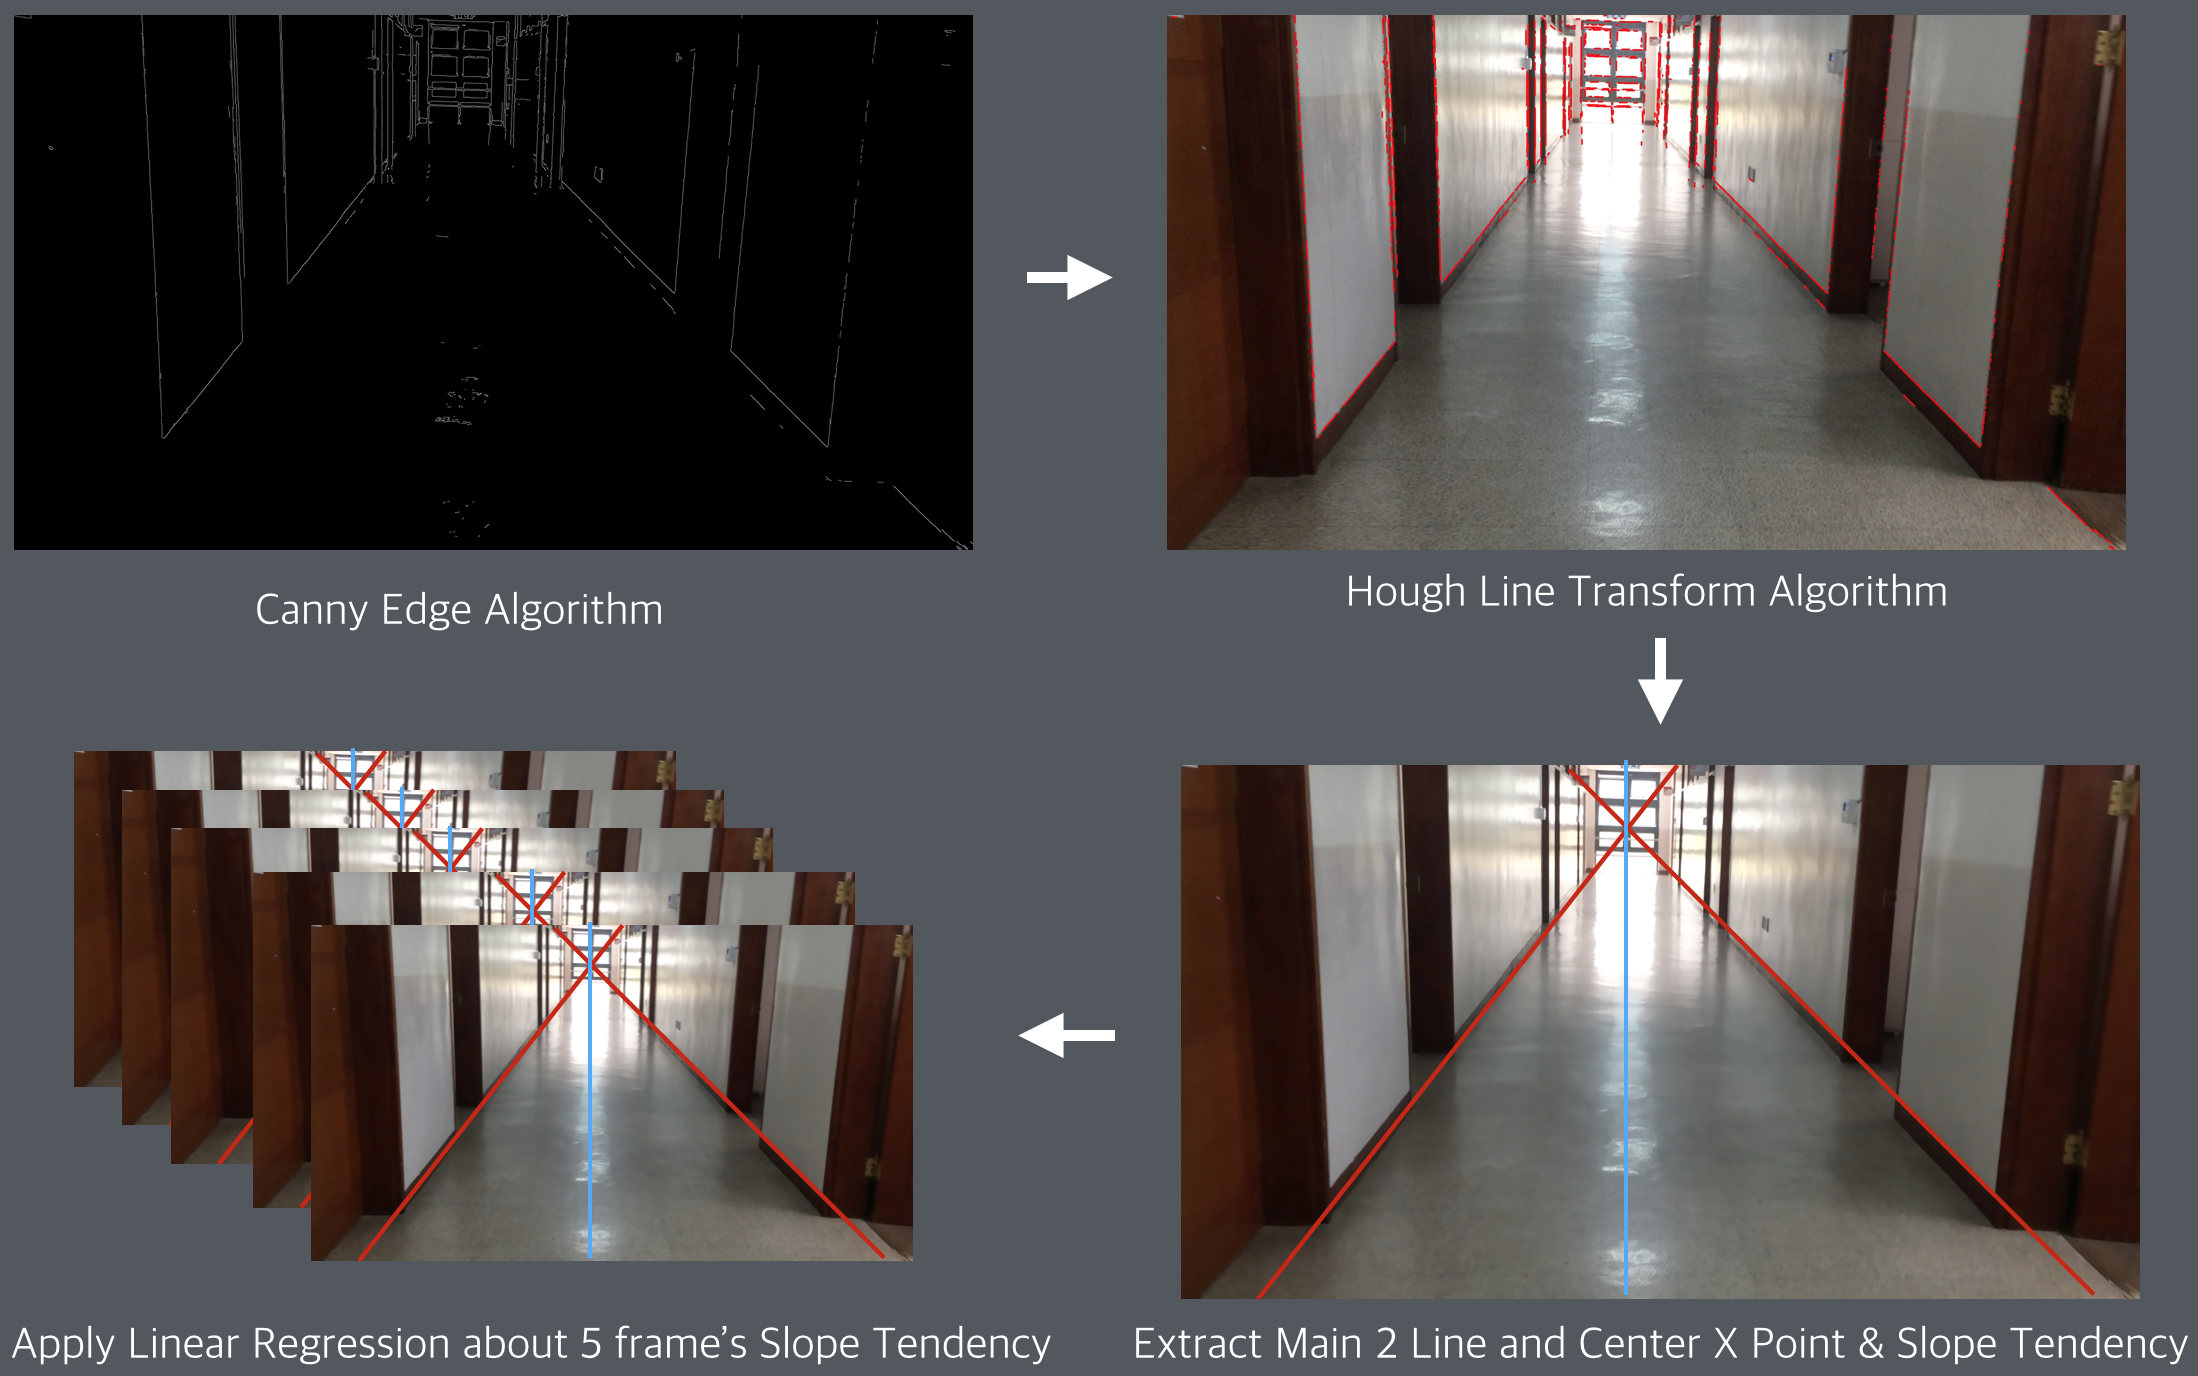 Canny Edge Algorithm
Hough Line Transform Algorithm
Extract Main 2 Line and Center X Point & Slope Tendency
Apply Linear Regression about 5 frame’s Slope Tendency